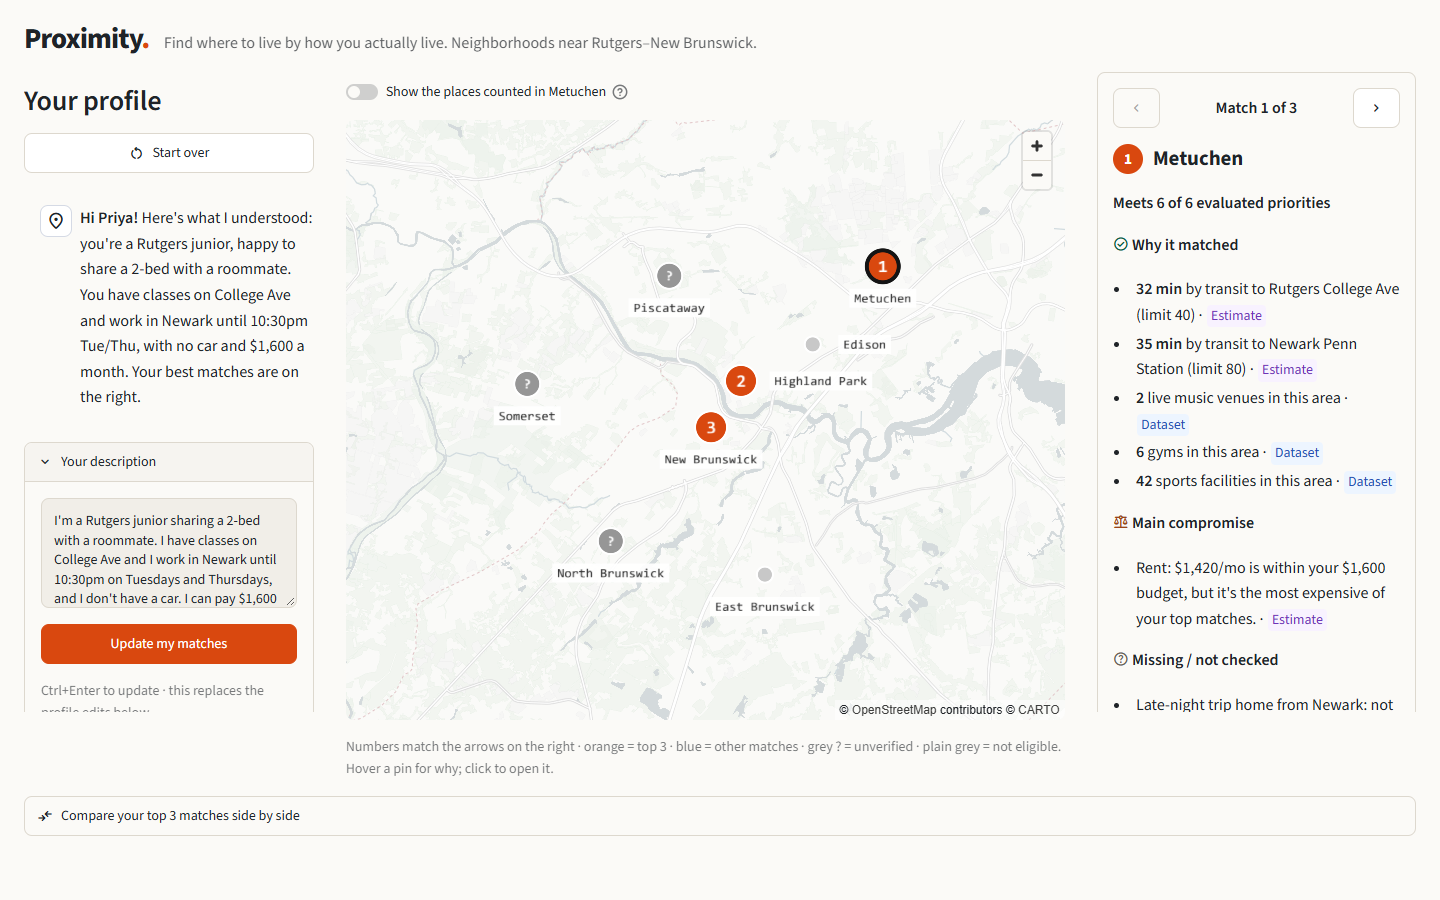 Proximity.
Find where to live by how you actually live. Neighborhoods near Rutgers–New Brunswick.
Your profile
Start over
Hi Priya! Here's what I understood:
you're a Rutgers junior, happy to
share a 2-bed with a roommate.
You have classes on College Ave
and work in Newark until 10:30pm
Tue/Thu, with no car and $1,600 a
month. Your best matches are on
the right.
Your description
I'm a Rutgers junior sharing a 2-bed
with a roommate. I have classes on
College Ave and I work in Newark until
10:30pm on Tuesdays and Thursdays,
and I don't have a car. I can pay $1,600
Update my matches
Ctrl+Enter to update · this replaces the
profile edits below
Show the places counted in Metuchen ?
+
−
1
Metuchen
?
Piscataway
Edison
2
Highland Park
?
Somerset
3
New Brunswick
?
North Brunswick
East Brunswick
© OpenStreetMap contributors © CARTO
Numbers match the arrows on the right · orange = top 3 · blue = other matches · grey ? = unverified · plain grey = not eligible.
Hover a pin for why; click to open it.
‹ Match 1 of 3 ›
1 Metuchen
Meets 6 of 6 evaluated priorities
Why it matched
• 32 min by transit to Rutgers College Ave
(limit 40) · Estimate
• 35 min by transit to Newark Penn
Station (limit 80) · Estimate
• 2 live music venues in this area ·
Dataset
• 6 gyms in this area · Dataset
• 42 sports facilities in this area · Dataset
Main compromise
• Rent: $1,420/mo is within your $1,600
budget, but it's the most expensive of
your top matches. · Estimate
? Missing / not checked
• Late-night trip home from Newark: not
Compare your top 3 matches side by side